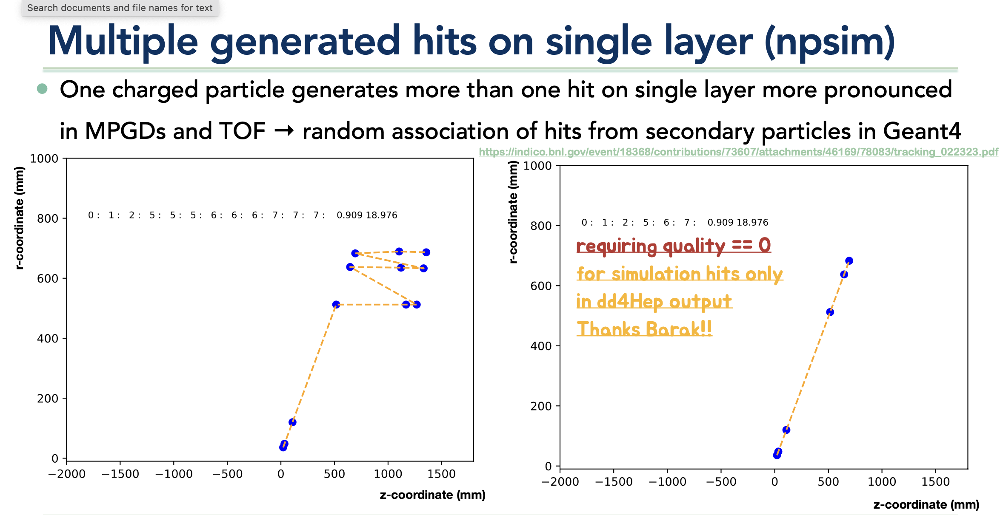 Search documents and file names for text
Multiple generated hits on single layer (npsim)
One charged particle generates more than one hit on single layer more pronounced
in MPGDs and TOF → random association of hits from secondary particles in Geant4
https://indico.bnl.gov/event/18368/contributions/73607/attachments/46169/78083/tracking_022323.pdf
r-coordinate (mm)
1000
800
600
400
200
0
0 : 1 : 2 : 5 : 5 : 5 : 6 : 6 : 6 : 7 : 7 : 7 : 0.909 18.976
−2000 −1500 −1000 −500 0 500 1000 1500
z-coordinate (mm)
r-coordinate (mm)
1000
800
600
400
200
0
0 : 1 : 2 : 5 : 6 : 7 : 0.909 18.976
requiring quality == 0
for simulation hits only
in dd4Hep output
Thanks Barak!!
−2000 −1500 −1000 −500 0 500 1000 1500
z-coordinate (mm)